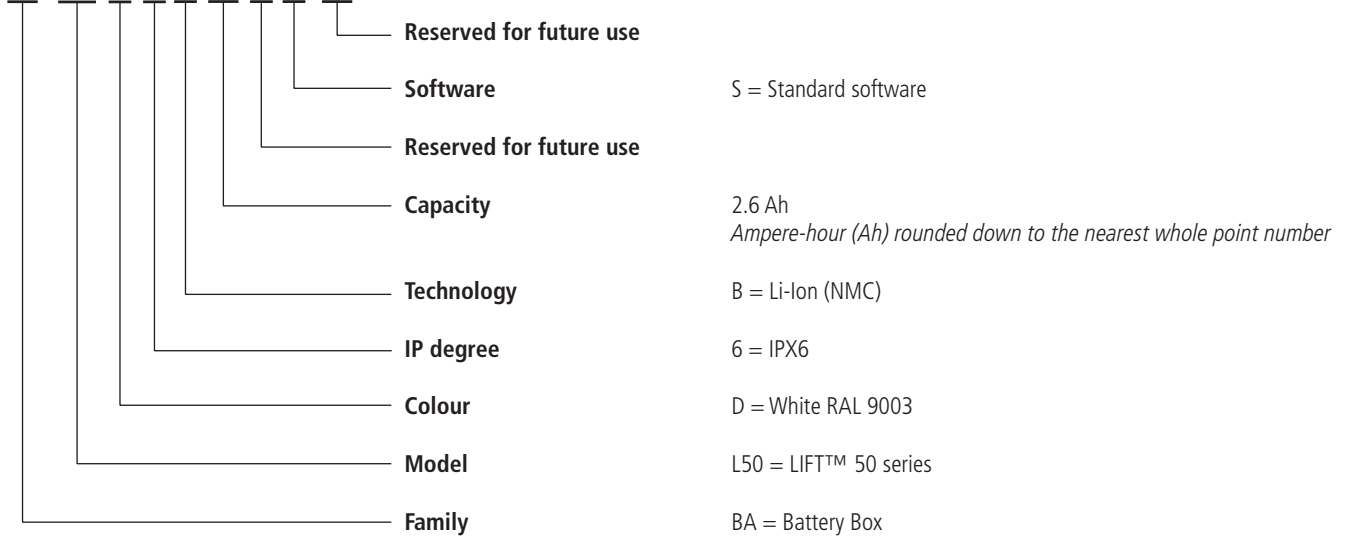 Reserved for future use
Software S = Standard software
Reserved for future use
Capacity 2.6 Ah
Ampere-hour (Ah) rounded down to the nearest whole point number
Technology B = Li-Ion (NMC)
IP degree 6 = IPX6
Colour D = White RAL 9003
Model L50 = LIFT™ 50 series
Family BA = Battery Box